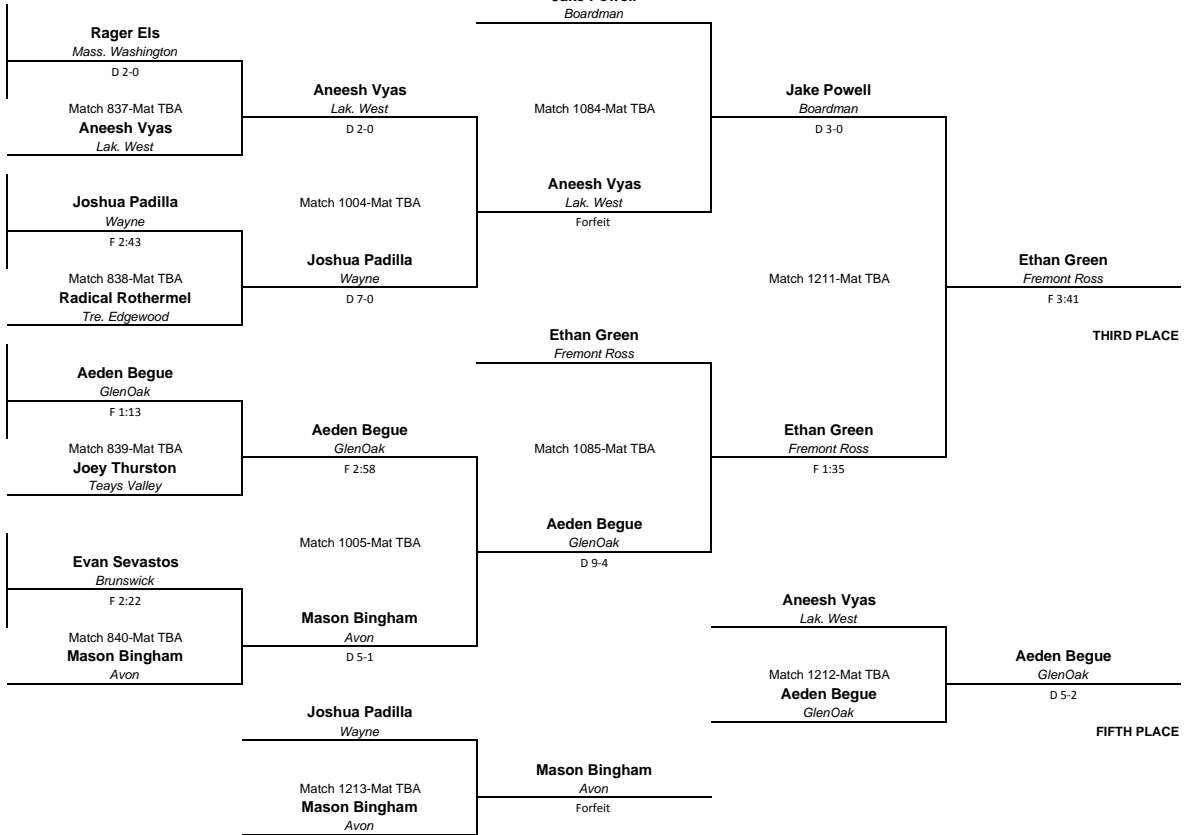 Boardman
Rager Els
Mass. Washington
D 2-0
Match 837-Mat TBA
Aneesh Vyas
Lak. West
Aneesh Vyas
Lak. West
D 2-0
Match 1084-Mat TBA
Jake Powell
Boardman
D 3-0
Joshua Padilla
Wayne
F 2:43
Match 838-Mat TBA
Radical Rothermel
Tre. Edgewood
Match 1004-Mat TBA
Joshua Padilla
Wayne
D 7-0
Aneesh Vyas
Lak. West
Forfeit
Match 1211-Mat TBA
Ethan Green
Fremont Ross
F 3:41
THIRD PLACE
Ethan Green
Fremont Ross
Aeden Begue
GlenOak
F 1:13
Match 839-Mat TBA
Joey Thurston
Teays Valley
Aeden Begue
GlenOak
F 2:58
Match 1085-Mat TBA
Ethan Green
Fremont Ross
F 1:35
Match 1005-Mat TBA
Aeden Begue
GlenOak
D 9-4
Evan Sevastos
Brunswick
F 2:22
Match 840-Mat TBA
Mason Bingham
Avon
Mason Bingham
Avon
D 5-1
Aneesh Vyas
Lak. West
Match 1212-Mat TBA
Aeden Begue
GlenOak
Aeden Begue
GlenOak
D 5-2
FIFTH PLACE
Joshua Padilla
Wayne
Match 1213-Mat TBA
Mason Bingham
Avon
Mason Bingham
Avon
Forfeit